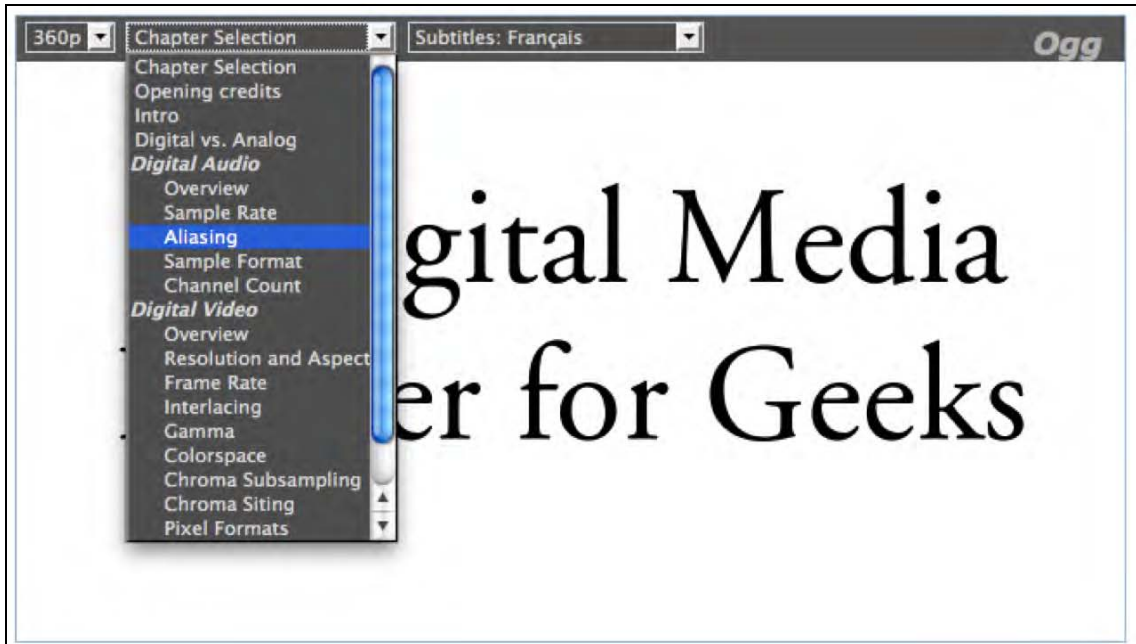 360p Chapter Selection Subtitles: Français Ogg
Chapter Selection
Opening credits
Intro
Digital vs. Analog
Digital Audio
Overview
Sample Rate
Aliasing
Sample Format
Channel Count
Digital Video
Overview
Resolution and Aspect
Frame Rate
Interlacing
Gamma
Colorspace
Chroma Subsampling
Chroma Siting
Pixel Formats
gital Media
er for Geeks